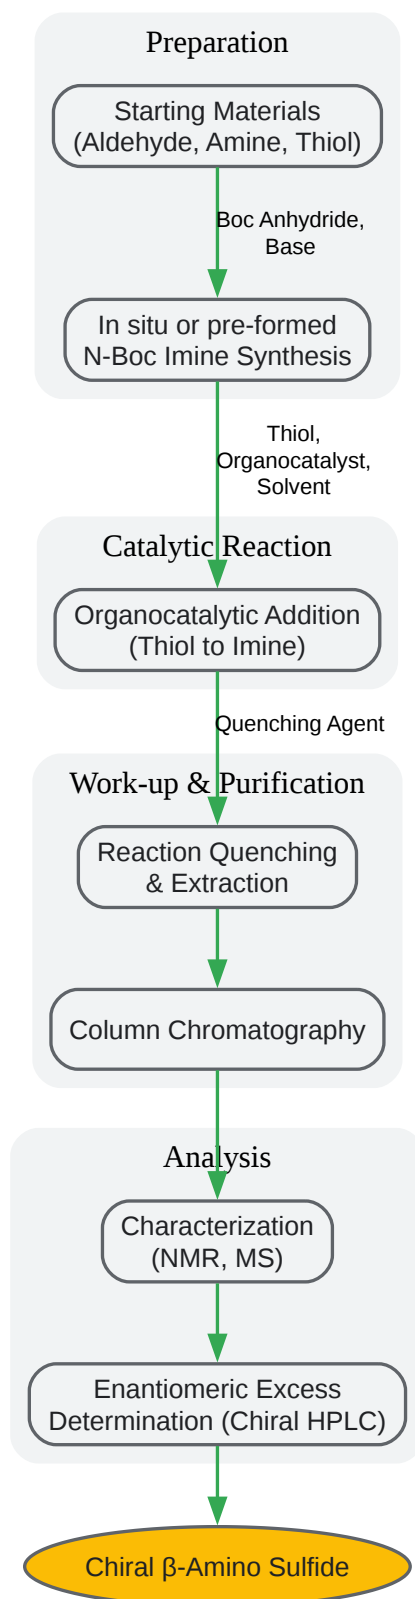 Preparation
Starting Materials
(Aldehyde, Amine, Thiol)
Boc Anhydride,
Base
In situ or pre-formed
N-Boc Imine Synthesis
Thiol,
Organocatalyst,
Solvent
Catalytic Reaction
Organocatalytic Addition
(Thiol to Imine)
Quenching Agent
Work-up & Purification
Reaction Quenching
& Extraction
Column Chromatography
Analysis
Characterization
(NMR, MS)
Enantiomeric Excess
Determination (Chiral HPLC)
Chiral β-Amino Sulfide